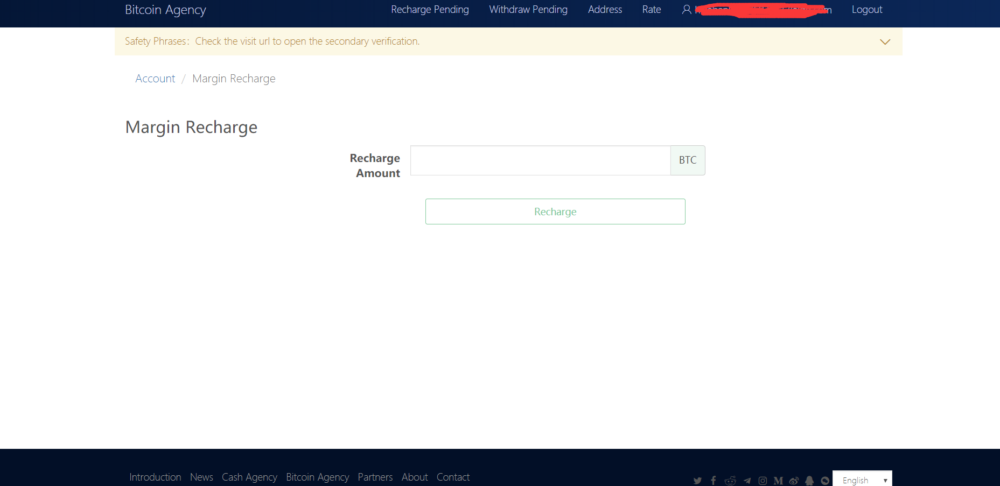 Bitcoin Agency Recharge Pending Withdraw Pending Address Rate Logout
Safety Phrases: Check the visit url to open the secondary verification.
Account / Margin Recharge
Margin Recharge
Recharge
Amount
BTC
Recharge
Introduction News Cash Agency Bitcoin Agency Partners About Contact
English